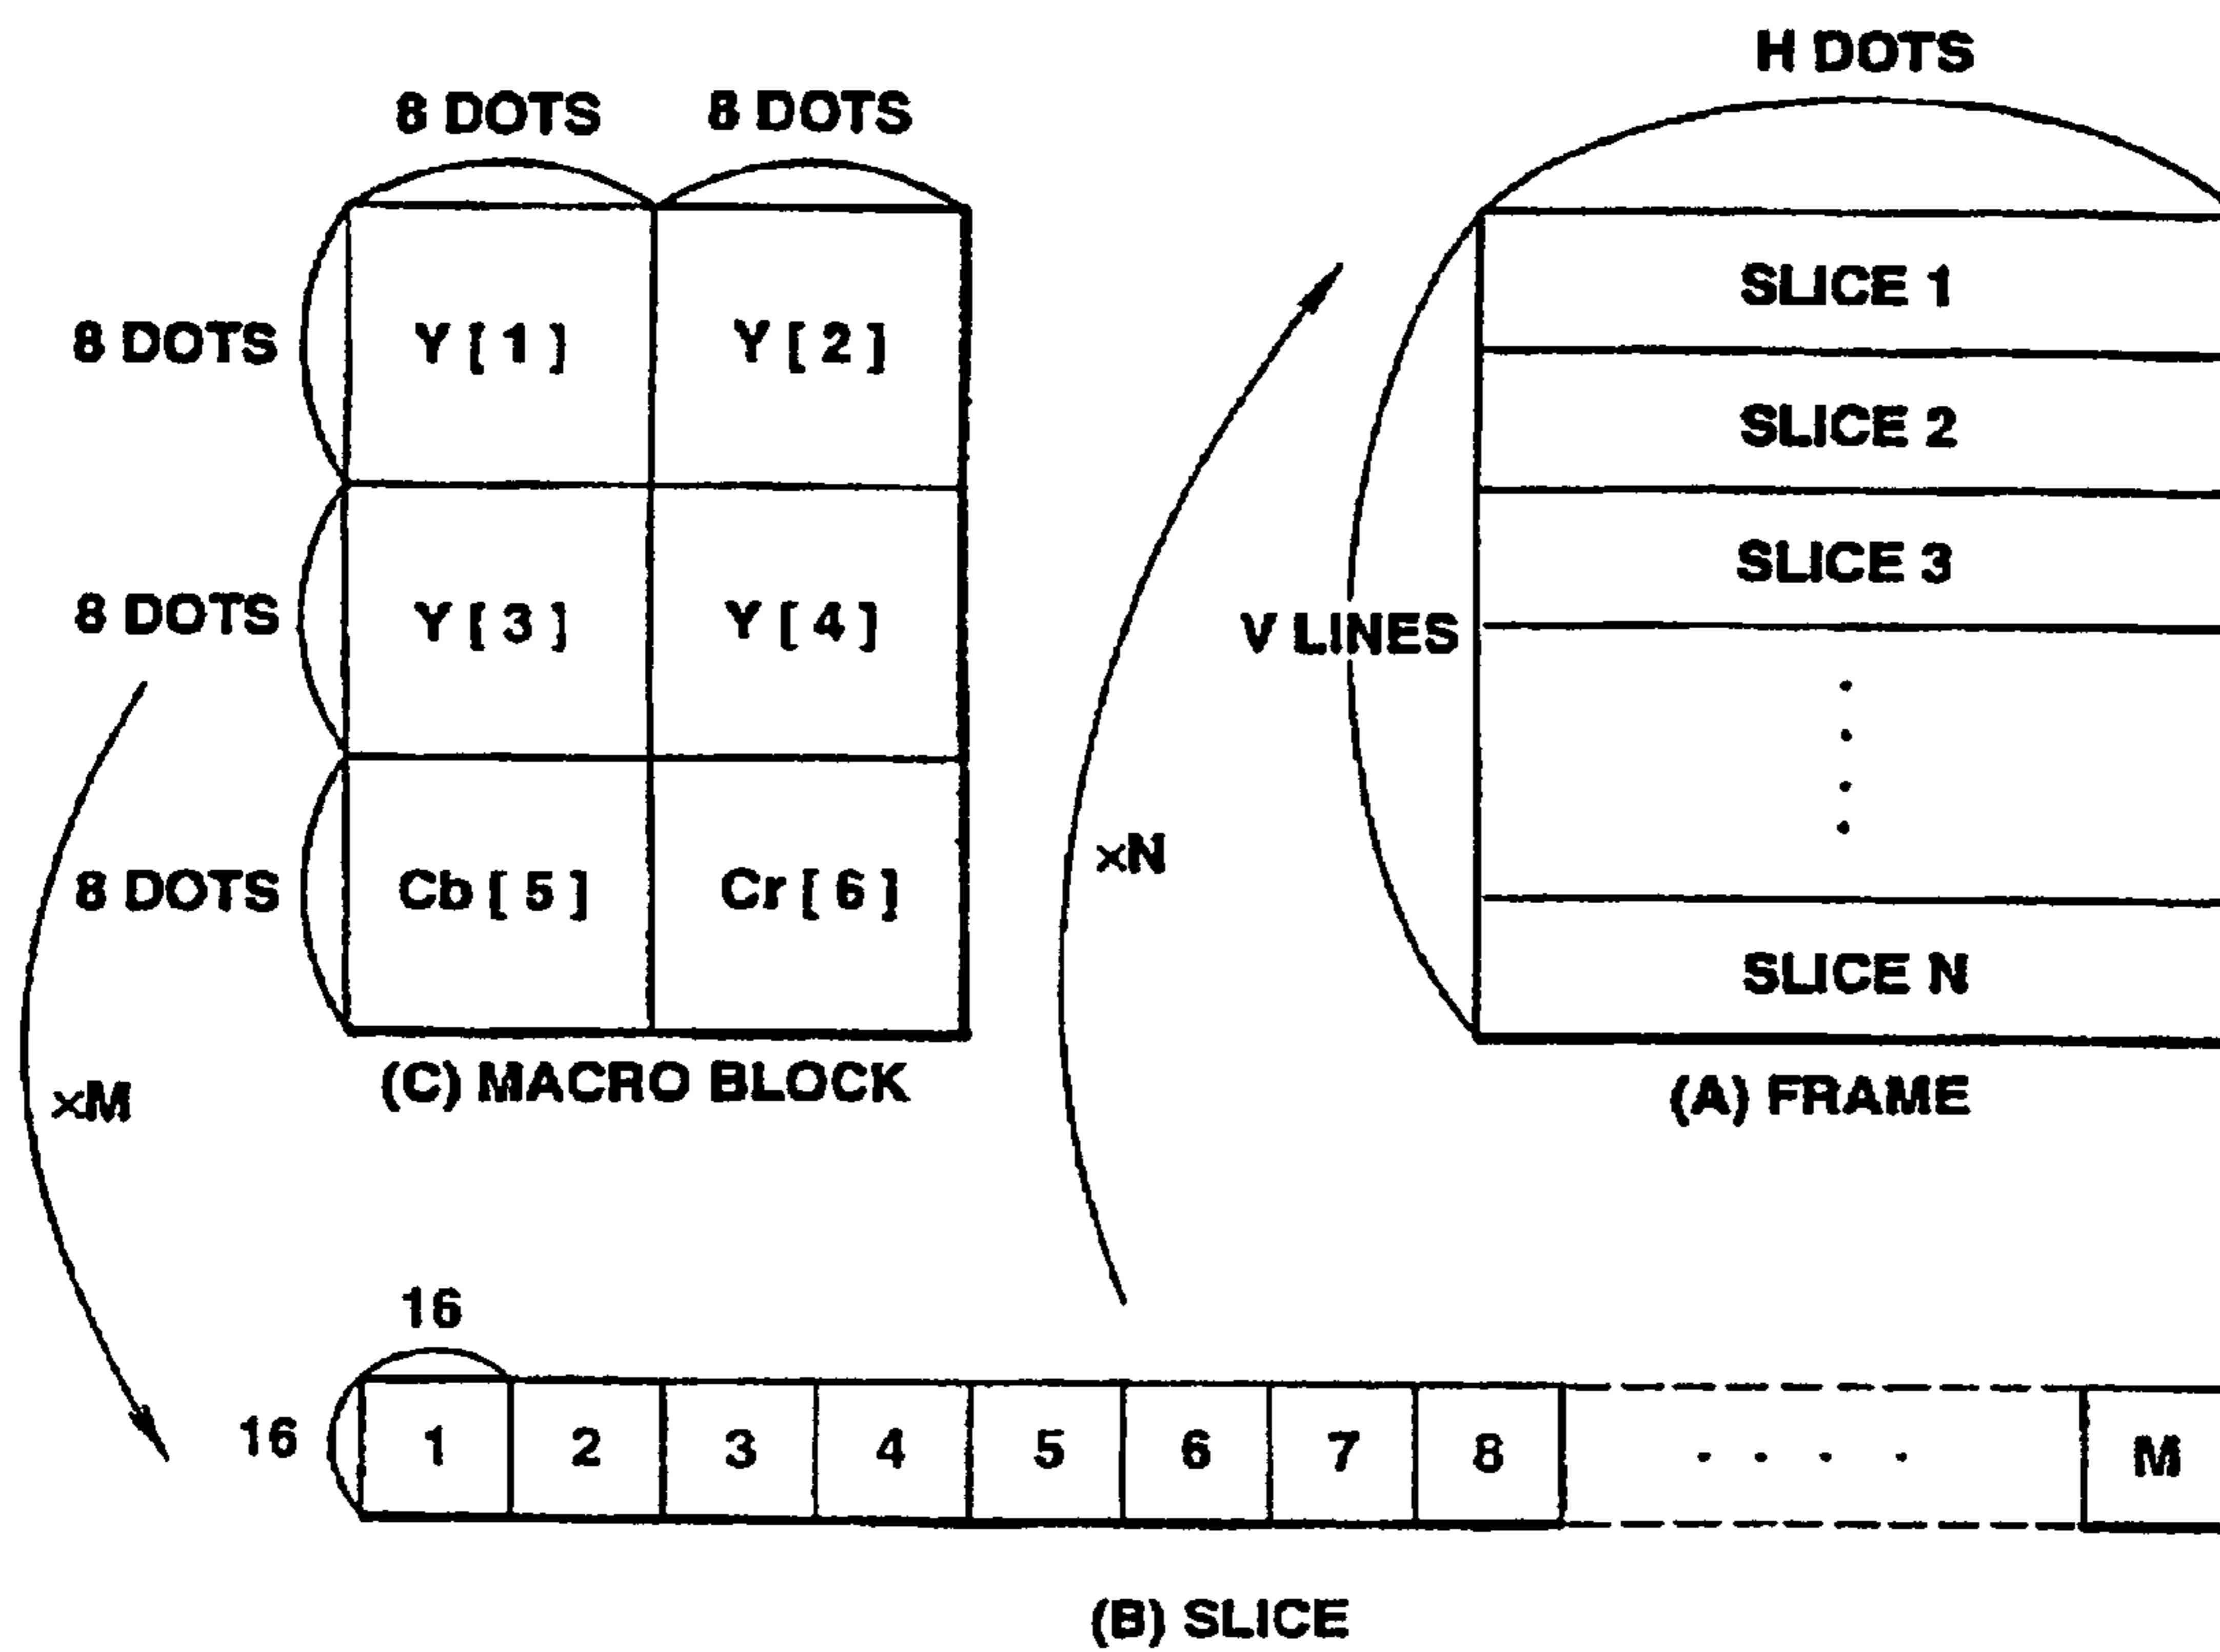 8 DOTS 8 DOTS
8 DOTS
Y [ 1 ] Y [ 2 ]
8 DOTS
Y [ 3 ] Y [ 4 ]
8 DOTS
Cb [ 5 ] Cr [ 6 ]
(C) MACRO BLOCK
×M
×N
H DOTS
V LINES
SLICE 1
SLICE 2
SLICE 3
. . . .
SLICE N
(A) FRAME
16
16
1 2 3 4 5 6 7 8 . . . . M
(B) SLICE